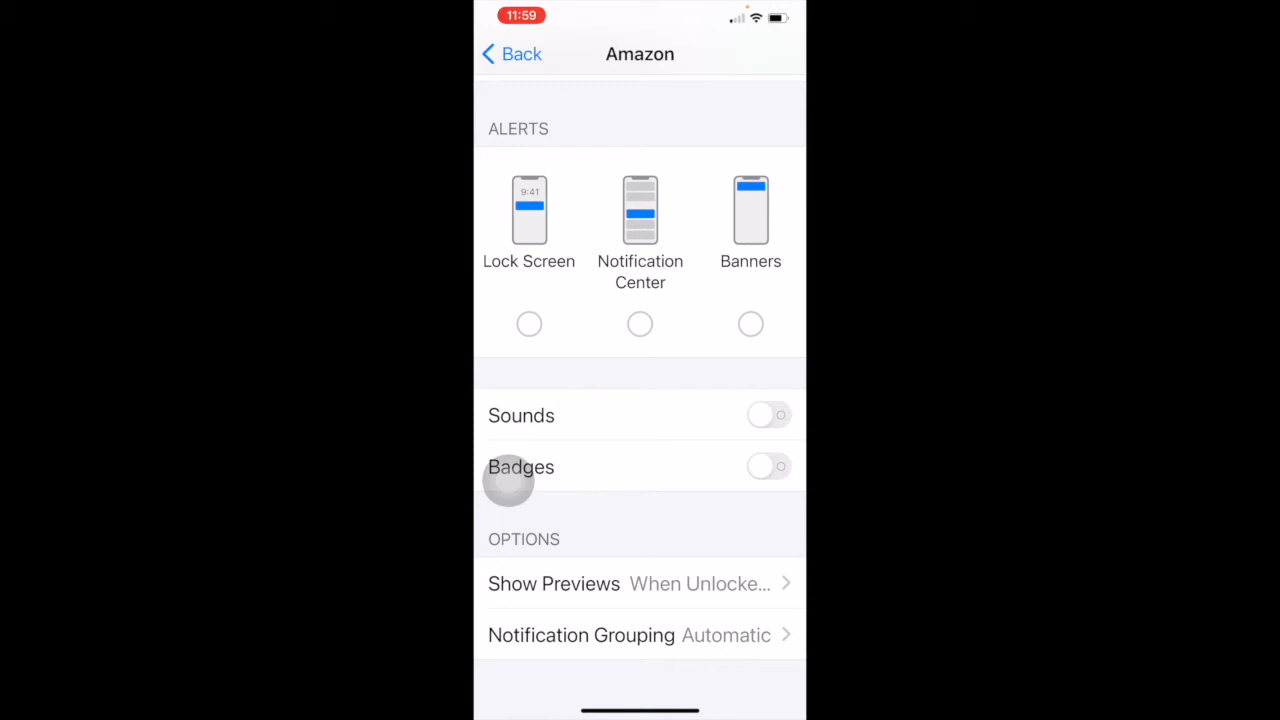 11:59
Back
Amazon
ALERTS
9:41
Lock Screen
Notification
Center
Banners
Sounds
Badges
OPTIONS
Show Previews When Unlocke...
Notification Grouping Automatic